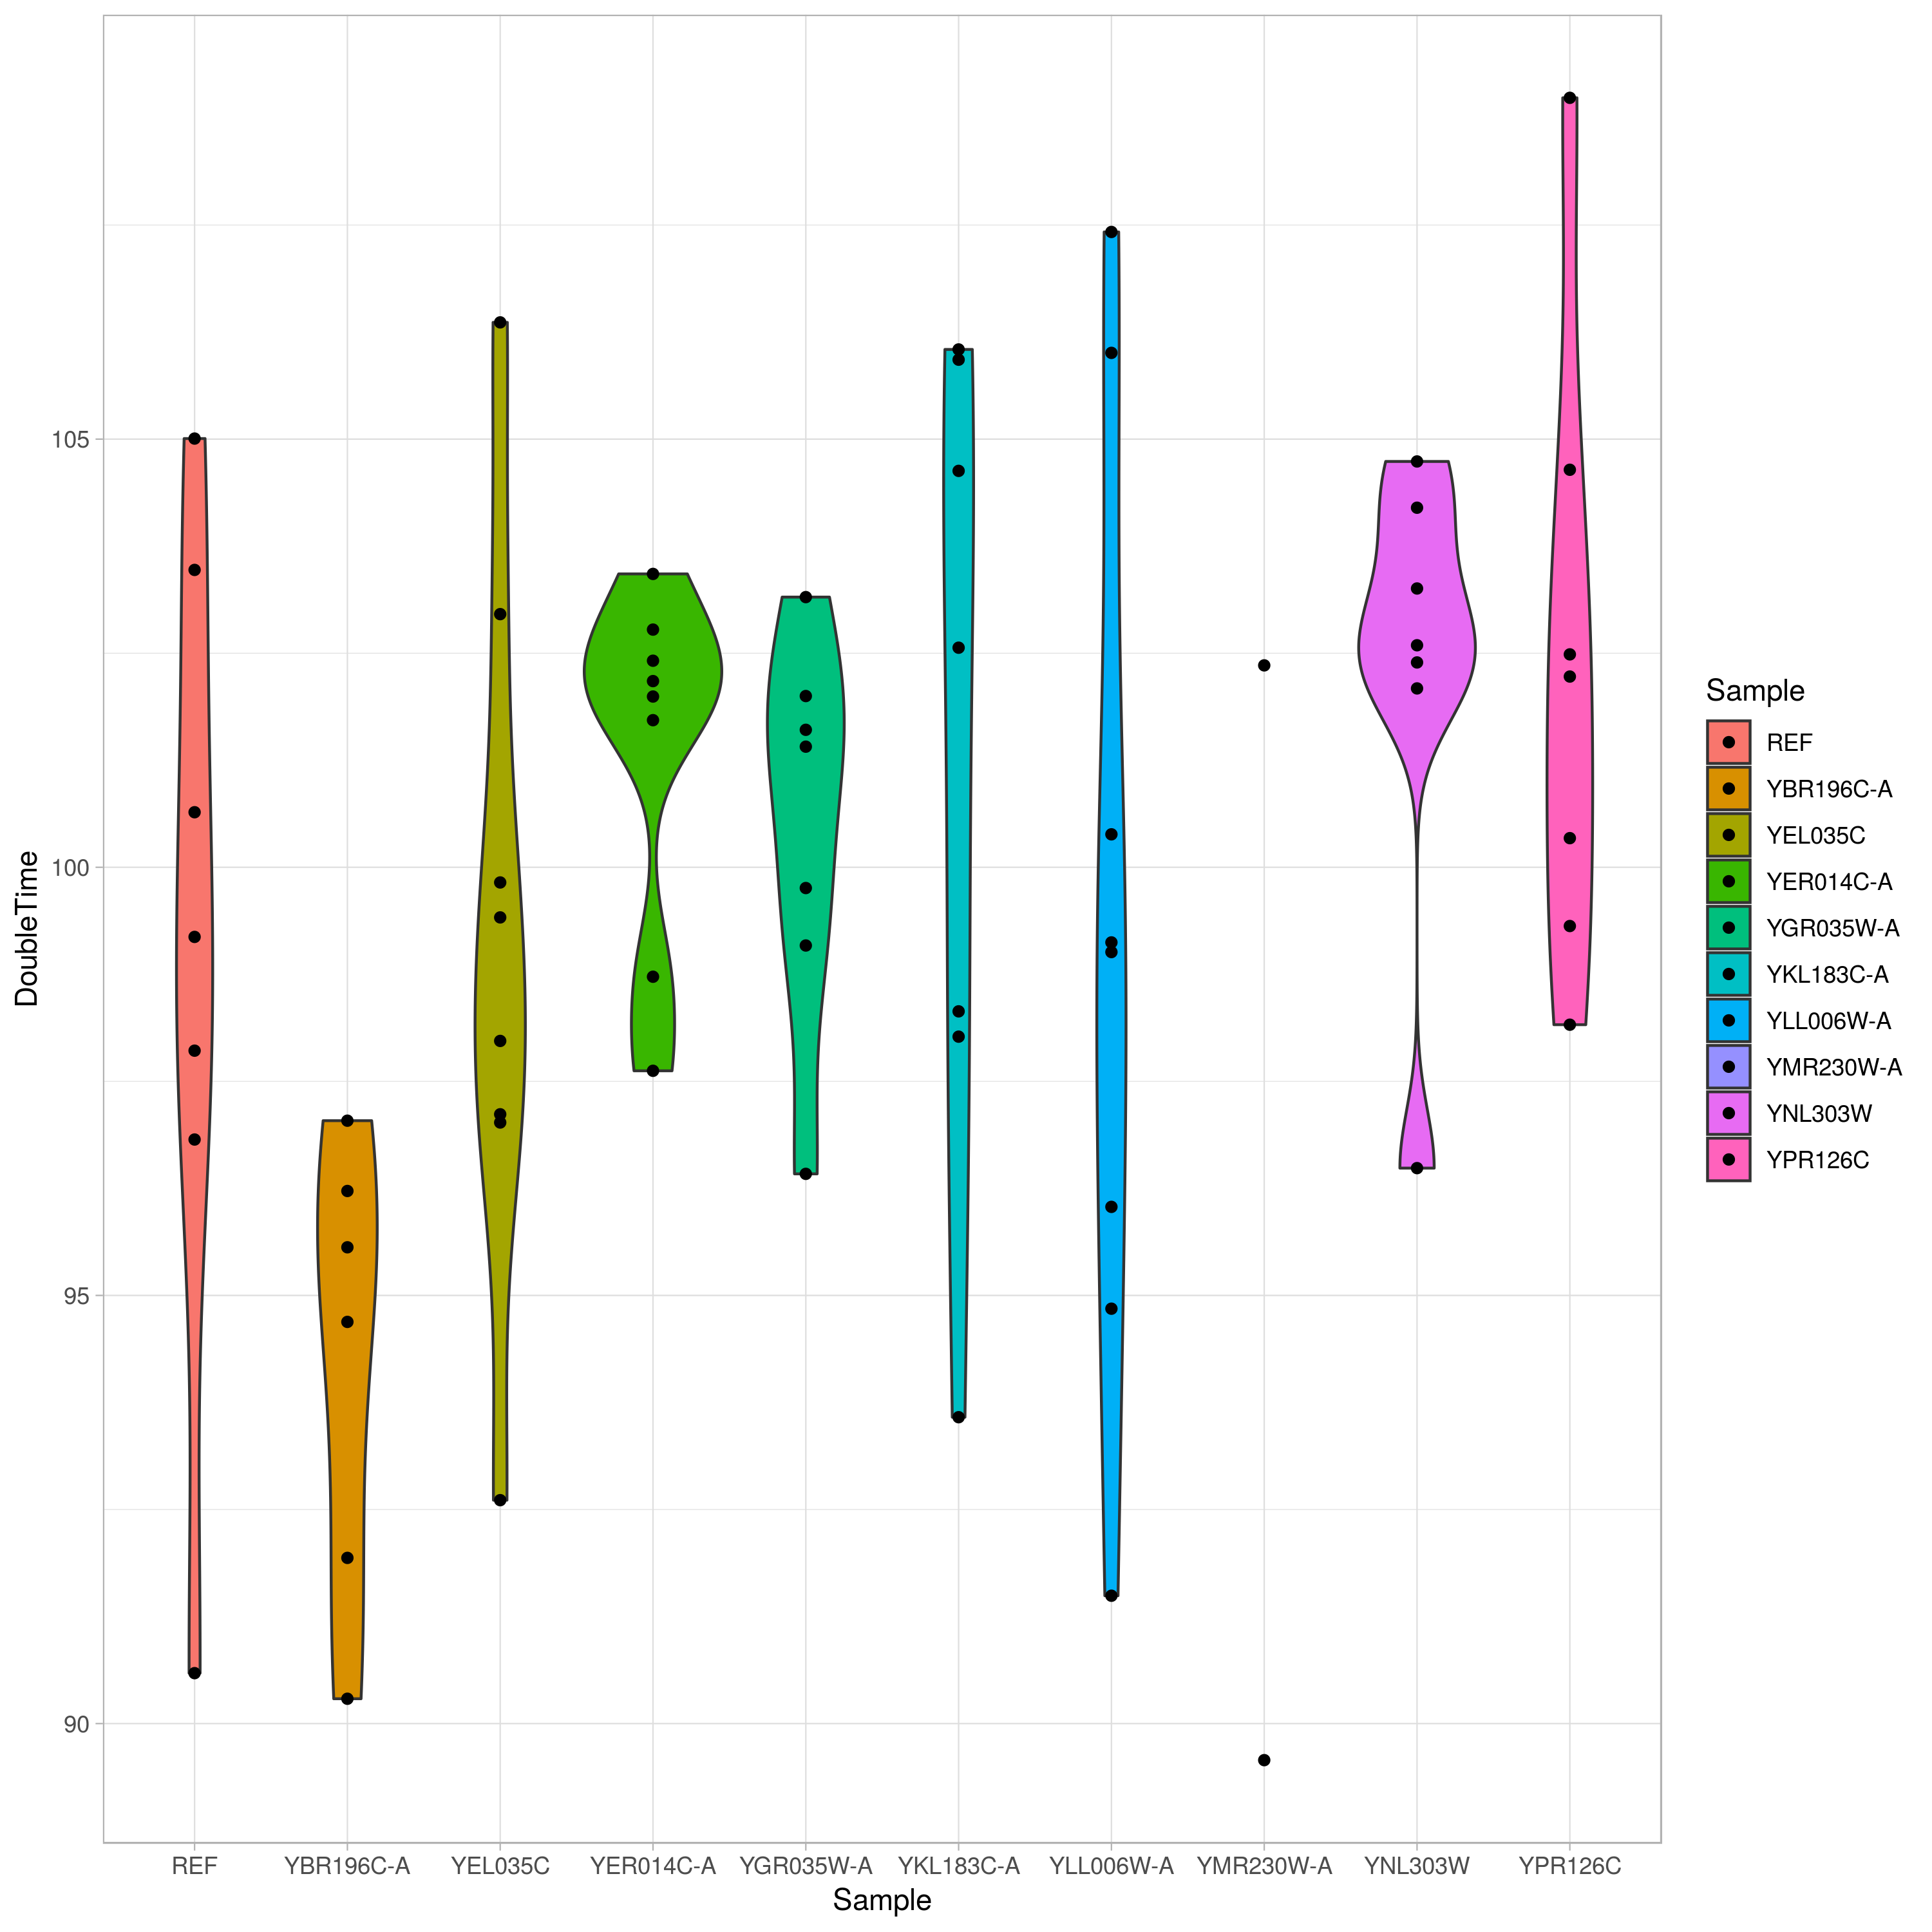 105
100
95
90
DoubleTime
REF YBR196C-A YEL035C YER014C-A YGR035W-A YKL183C-A YLL006W-A YMR230W-A YNL303W YPR126C
Sample
Sample
REF
YBR196C-A
YEL035C
YER014C-A
YGR035W-A
YKL183C-A
YLL006W-A
YMR230W-A
YNL303W
YPR126C